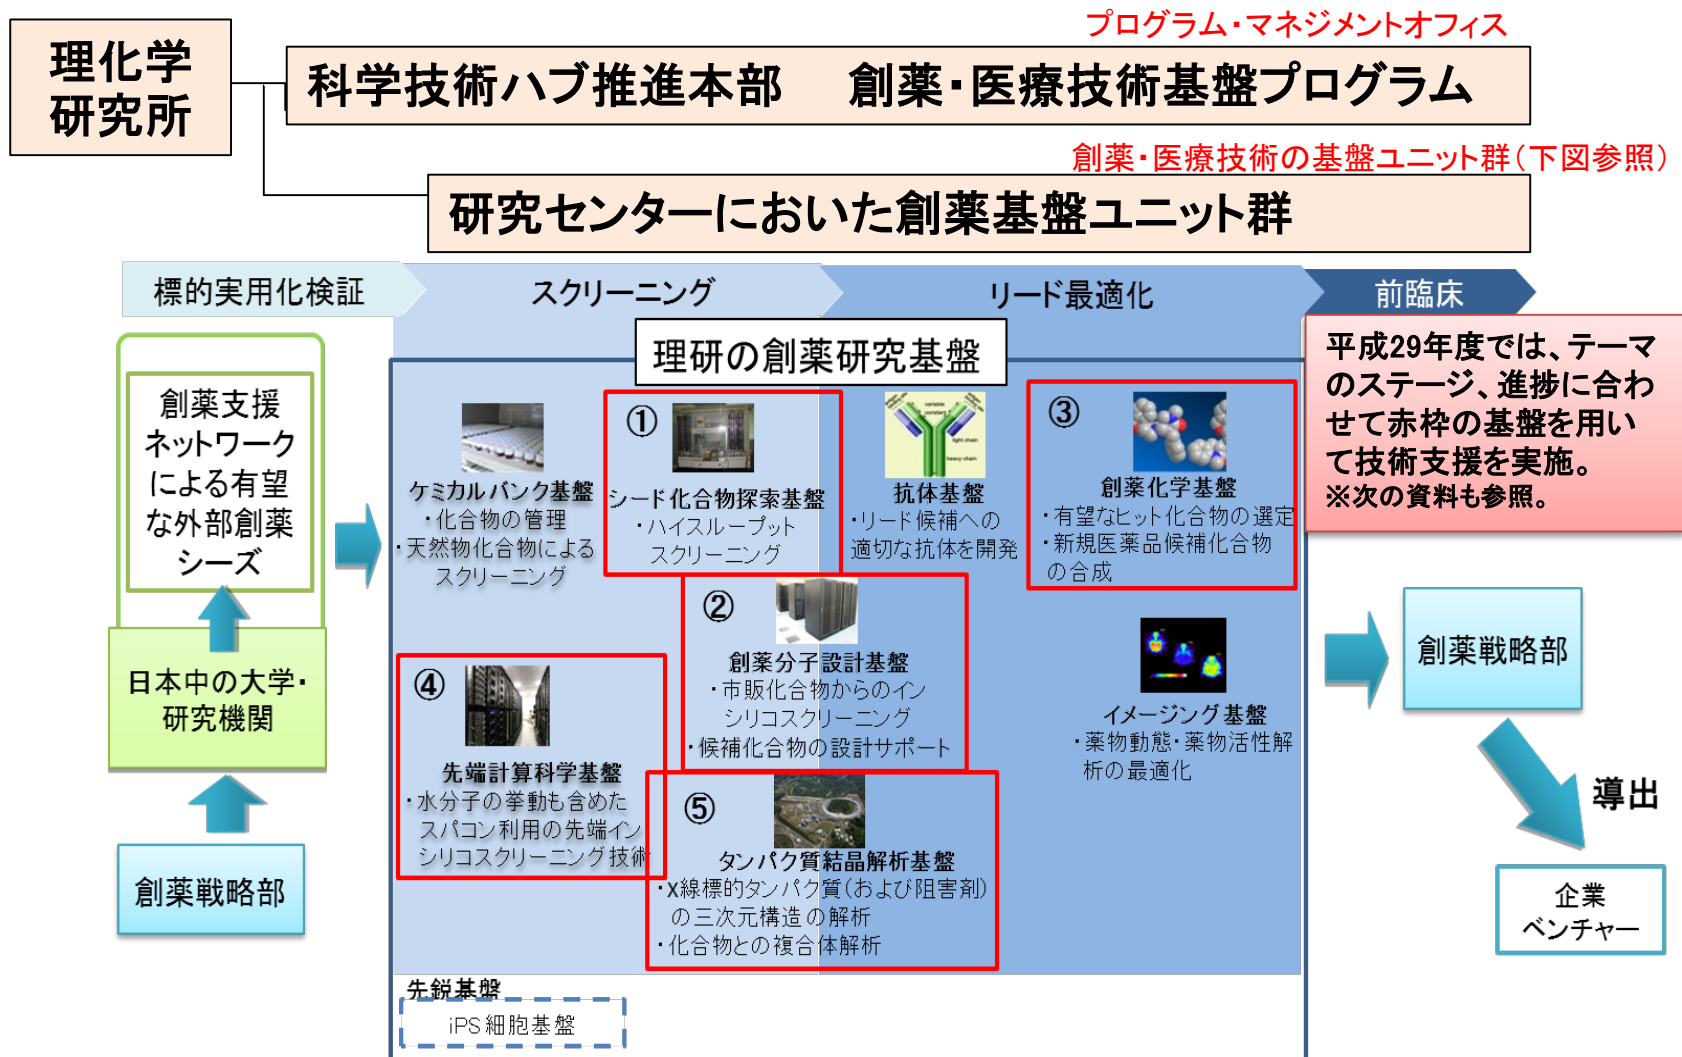 プログラム・マネジメントオフィス
理化学
研究所
科学技術ハブ推進本部　創薬・医療技術基盤プログラム
創薬・医療技術の基盤ユニット群(下図参照)
研究センターにおいた創薬基盤ユニット群
標的実用化検証
スクリーニング
リード最適化
前臨床
理研の創薬研究基盤
平成29年度では、テーマ
のステージ、進捗に合わ
せて赤枠の基盤を用い
て技術支援を実施。
※次の資料も参照。
創薬支援
ネットワーク
による有望
な外部創薬
シーズ
日本中の大学・
研究機関
創薬戦略部
ケミカルバンク基盤
・化合物の管理
・天然物化合物による
スクリーニング
①
シード化合物探索基盤
・ハイスループット
スクリーニング
variable
constant
light chain
heavy chain
抗体基盤
・リード候補への
適切な抗体を開発
③
創薬化学基盤
・有望なヒット化合物の選定
・新規医薬品候補化合物
の合成
②
創薬分子設計基盤
・市販化合物からのイン
シリコスクリーニング
・候補化合物の設計サポート
④
先端計算科学基盤
・水分子の挙動も含めた
スパコン利用の先端イン
シリコスクリーニング技術
イメージング基盤
・薬物動態・薬物活性解
析の最適化
⑤
タンパク質結晶解析基盤
・X線標的タンパク質(および阻害剤)
の三次元構造の解析
・化合物との複合体解析
先鋭基盤
iPS細胞基盤
創薬戦略部
導出
企業
ベンチャー